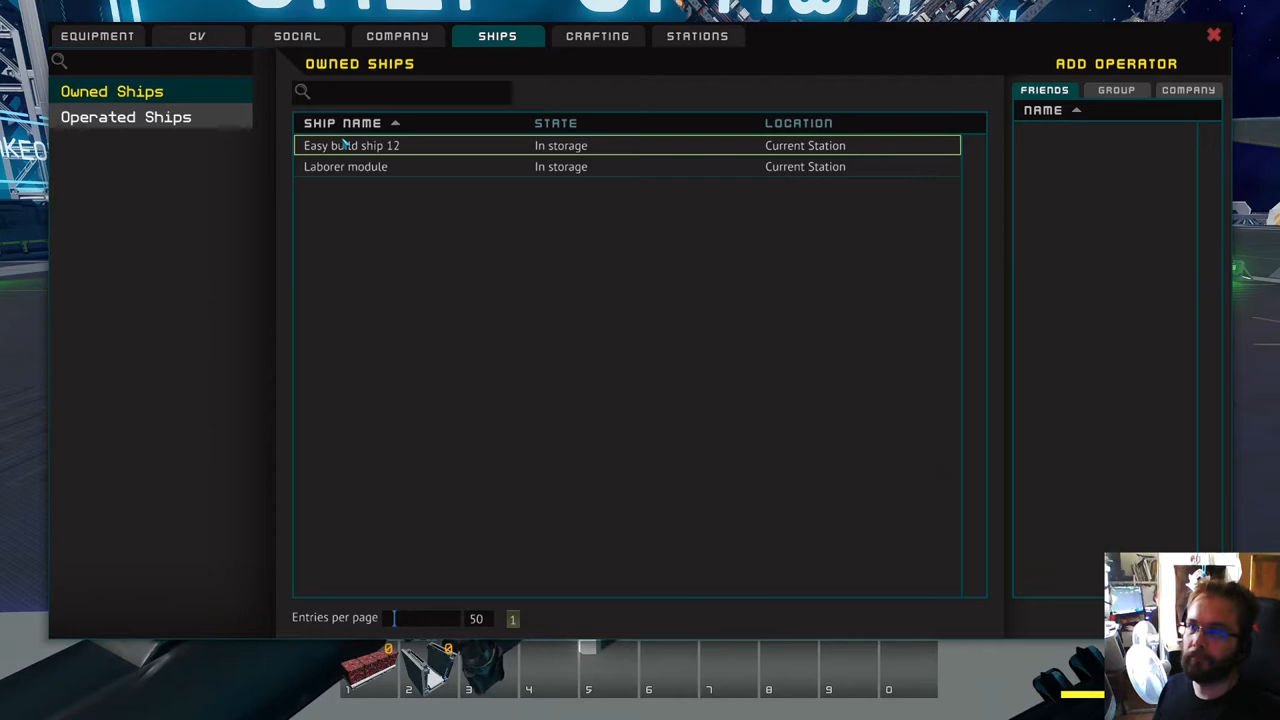 EQUIPMENT CV SOCIAL COMPANY SHIPS CRAFTING STATIONS
Owned Ships
Operated Ships
OWNED SHIPS
SHIP NAME STATE LOCATION
Easy build ship 12 In storage Current Station
Laborer module In storage Current Station
Entries per page 50 1
ADD OPERATOR
FRIENDS GROUP COMPANY
NAME
0 0
1 2 3 4 5 6 7 8 9 0